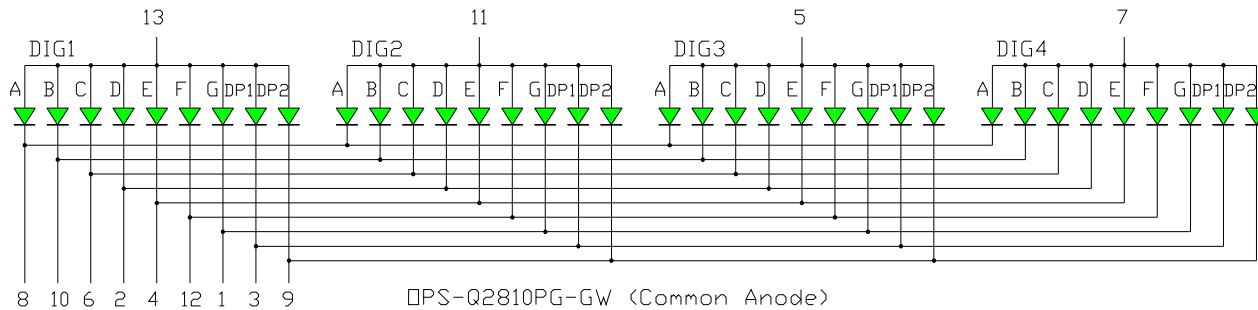 13 11 5 7
DIG1 DIG2 DIG3 DIG4
A B C D E F G DP1 DP2 A B C D E F G DP1 DP2 A B C D E F G DP1 DP2 A B C D E F G DP1 DP2
8 10 6 2 4 12 1 3 9 OPS-Q2810PG-GW (Common Anode)